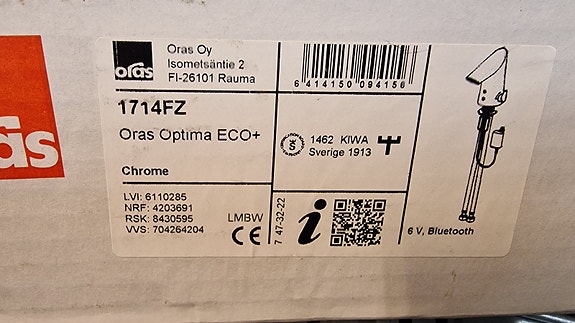 oras
oras
Oras Oy
Isometsäntie 2
FI-26101 Rauma
6 414150 094156
1714FZ
Oras Optima ECO+
Chrome
LVI: 6110285
NRF: 4203691
RSK: 8430595
VVS: 704264204
LMBW
CE
S
1462 KIWA
Sverige 1913
7 47-32-22
i
6 V, Bluetooth